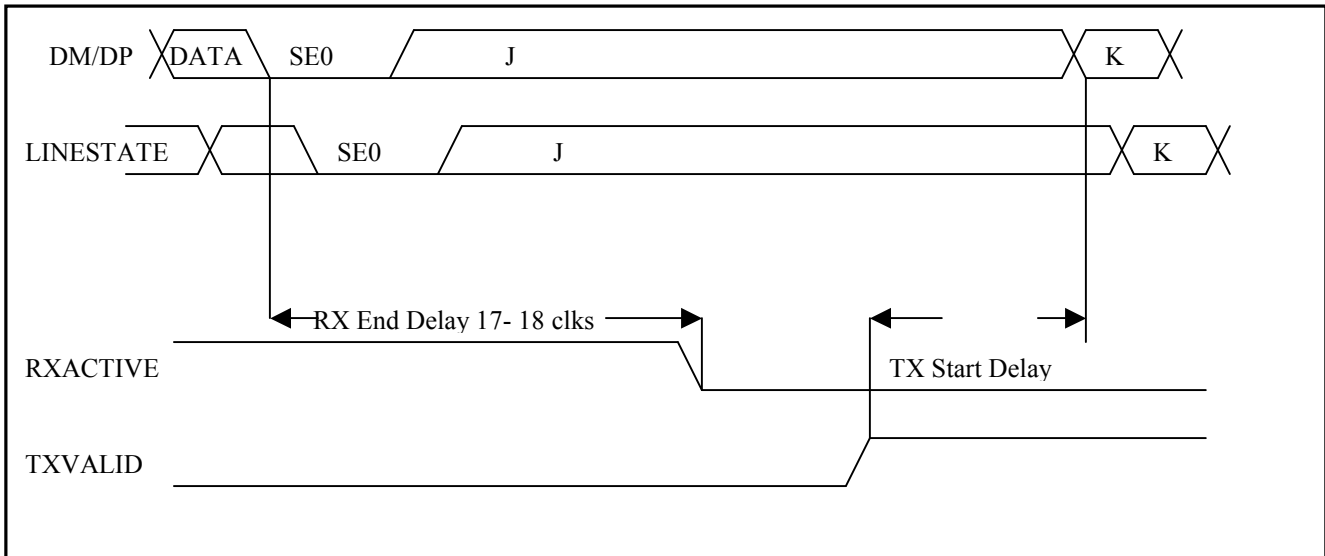 DM/DP DATA SE0 J K
LINESTATE SE0 J K
RX End Delay 17- 18 clks
RXACTIVE TX Start Delay
TXVALID